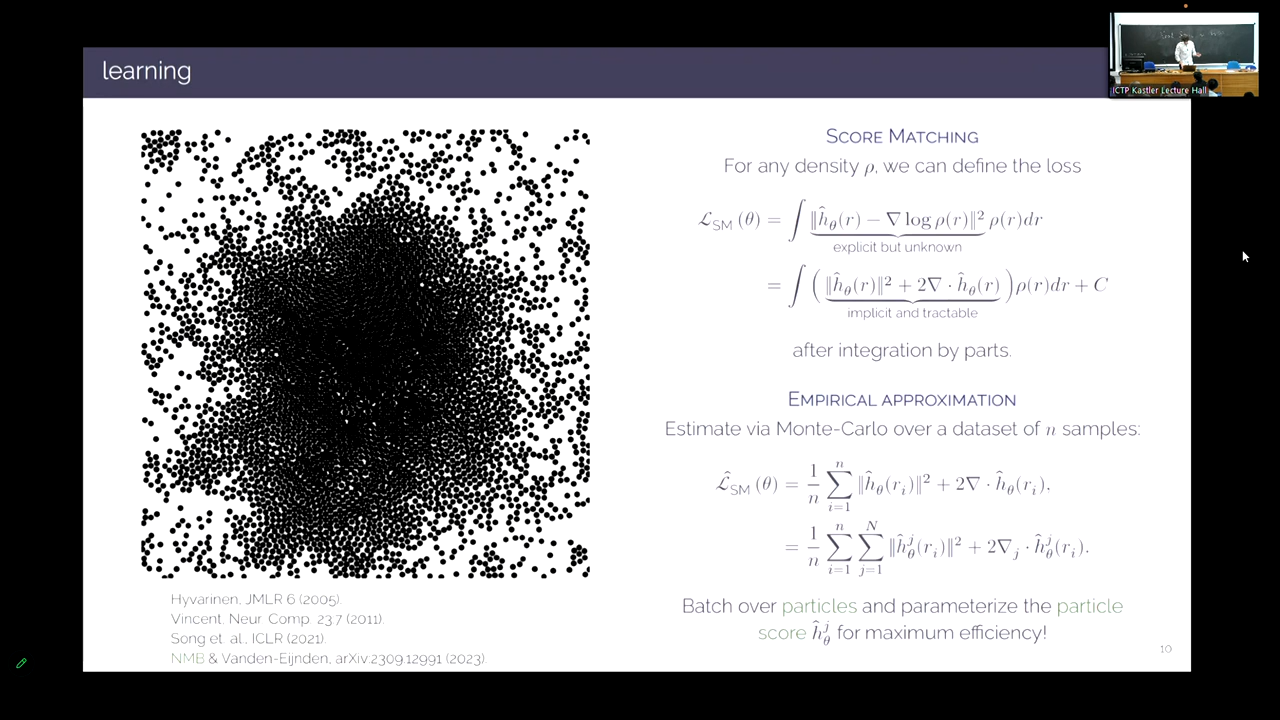 learning
ICTP Kastler Lecture Hall
SCORE MATCHING
For any density ρ, we can define the loss
ℒ_SM (θ) = ∫ ‖ĥ_θ(r) − ∇ log ρ(r)‖² ρ(r)dr
explicit but unknown
= ∫ ( ‖ĥ_θ(r)‖² + 2∇ · ĥ_θ(r) ) ρ(r)dr + C
implicit and tractable
after integration by parts.
EMPIRICAL APPROXIMATION
Estimate via Monte-Carlo over a dataset of n samples:
ℒ̂_SM (θ) = 1/n ∑_{i=1}^{n} ‖ĥ_θ(r_i)‖² + 2∇ · ĥ_θ(r_i),
= 1/n ∑_{i=1}^{n} ∑_{j=1}^{N} ‖ĥ_θ^j(r_i)‖² + 2∇_j · ĥ_θ^j(r_i).
Batch over particles and parameterize the particle
score ĥ_θ^j for maximum efficiency!
Hyvarinen, JMLR 6 (2005).
Vincent. Neur. Comp. 23.7 (2011).
Song et. al., ICLR (2021).
NMB & Vanden-Eijnden, arXiv:2309.12991 (2023).
10